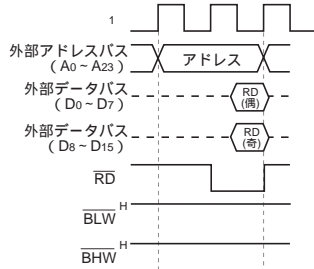 1
外部アドレスバス
（A0～A23）
アドレス
外部データバス
（D0～D7）
RD
(偶)
外部データバス
（D8～D15）
RD
(奇)
RD
BLW H
BHW H